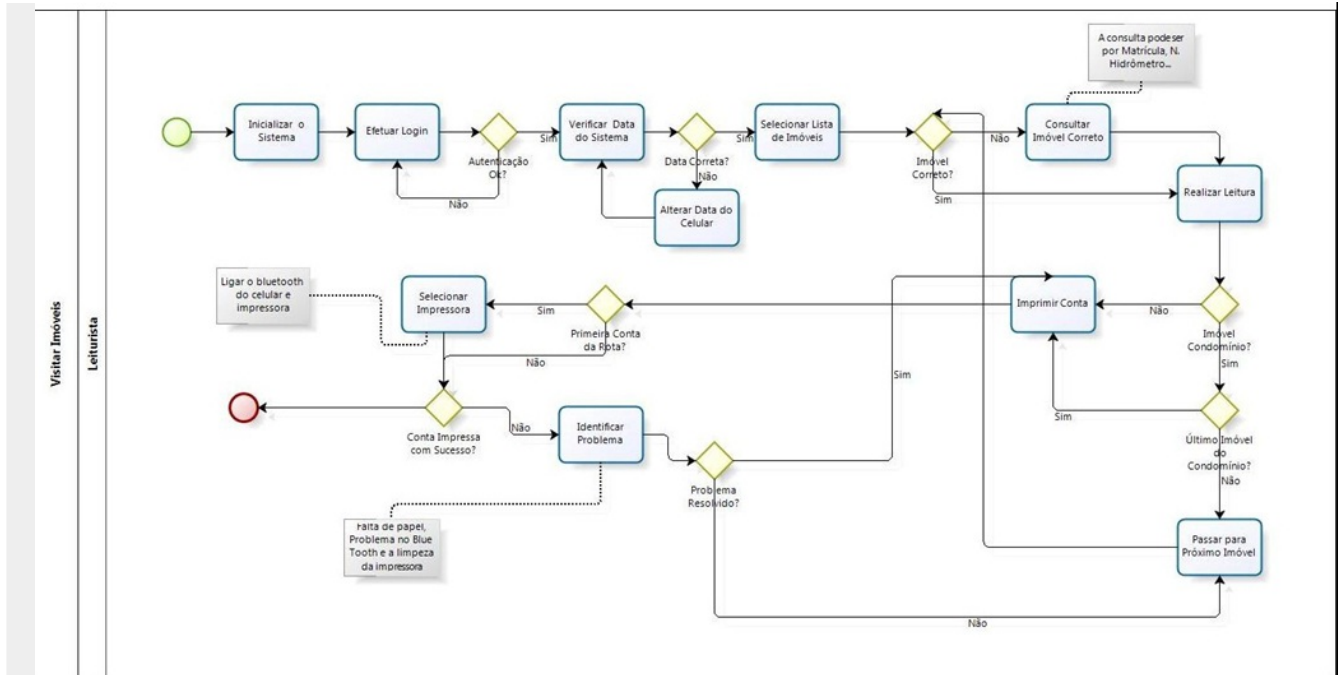 Visitar Imóveis
Leiturista
A consulta pode ser
por Matrícula, N.
Hidrômetro...
Inicializar o
Sistema
Efetuar Login
Autenticação
Ok?
Sim
Não
Verificar Data
do Sistema
Data Correta?
Sim
Não
Alterar Data do
Celular
Selecionar Lista
de Imóveis
Imóvel
Correto?
Não
Sim
Consultar
Imóvel Correto
Realizar Leitura
Imóvel
Condomínio?
Não
Sim
Último Imóvel
do
Condomínio?
Sim
Não
Passar para
Próximo Imóvel
Imprimir Conta
Primeira Conta
da Rota?
Sim
Não
Selecionar
Impressora
Ligar o bluetooth
do celular e
impressora
Conta Impressa
com Sucesso?
Não
Identificar
Problema
Falta de papel,
Problema no Blue
Tooth e a limpeza
da impressora
Problema
Resolvido?
Sim
Não